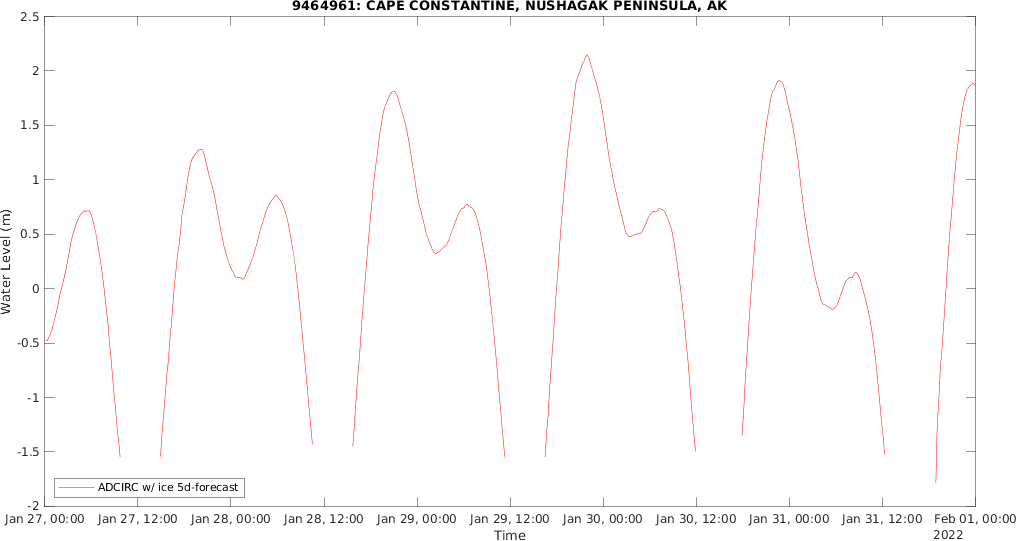 9464961: CAPE CONSTANTINE, NUSHAGAK PENINSULA, AK
2.5
2
1.5
1
0.5
0
-0.5
-1
-1.5
-2
Water Level (m)
ADCIRC w/ ice 5d-forecast
Jan 27, 00:00 Jan 27, 12:00 Jan 28, 00:00 Jan 28, 12:00 Jan 29, 00:00 Jan 29, 12:00 Jan 30, 00:00 Jan 30, 12:00 Jan 31, 00:00 Jan 31, 12:00 Feb 01, 00:00
Time
2022